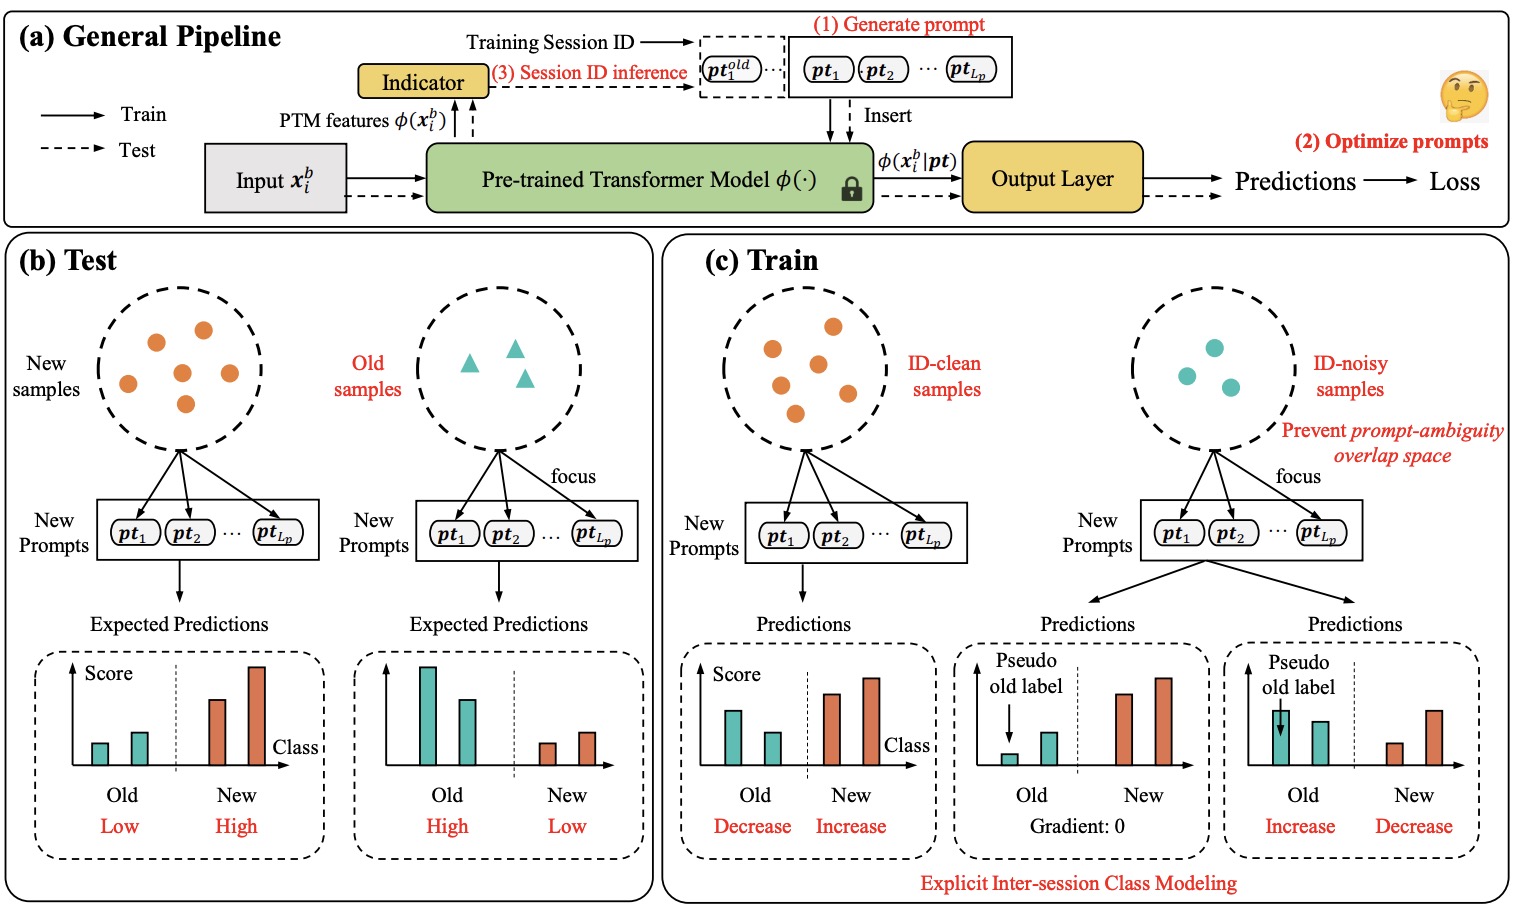 (a) General Pipeline
(1) Generate prompt
Training Session ID
pt_1^old ...
pt_1 pt_2 ... pt_{L_p}
Indicator
(3) Session ID inference
PTM features ϕ(x_i^b)
Insert
Train
Test
(2) Optimize prompts
Input x_i^b
Pre-trained Transformer Model ϕ(·)
ϕ(x_i^b|pt)
Output Layer
Predictions
Loss
(b) Test
New
samples
Old
samples
focus
New
Prompts
pt_1 pt_2 ... pt_{L_p}
New
Prompts
pt_1 pt_2 ... pt_{L_p}
Expected Predictions
Expected Predictions
Score
Class
Old
New
Low
High
Old
New
High
Low
(c) Train
ID-clean
samples
ID-noisy
samples
Prevent prompt-ambiguity
overlap space
focus
New
Prompts
pt_1 pt_2 ... pt_{L_p}
New
Prompts
pt_1 pt_2 ... pt_{L_p}
Predictions
Predictions
Predictions
Score
Class
Old
New
Decrease
Increase
Pseudo
old label
Old
New
Gradient: 0
Pseudo
old label
Old
New
Increase
Decrease
Explicit Inter-session Class Modeling